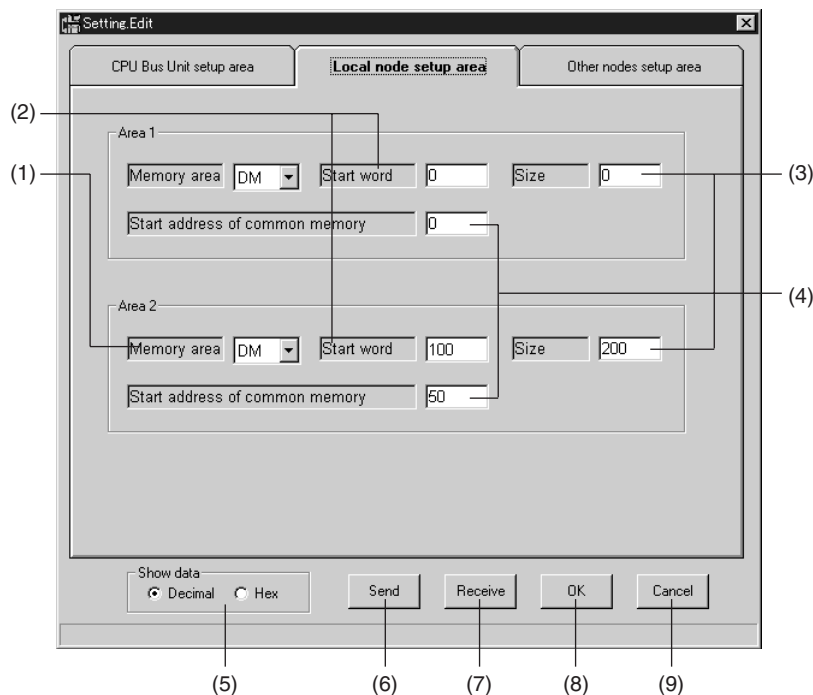 Setting.Edit
CPU Bus Unit setup area
Local node setup area
Other nodes setup area
(2)
Area 1
(1)
Memory area DM Start word 0 Size 0
(3)
Start address of common memory 0
(4)
Area 2
Memory area DM Start word 100 Size 200
Start address of common memory 50
Show data
Decimal Hex
Send
Receive
OK
Cancel
(5)
(6)
(7)
(8)
(9)